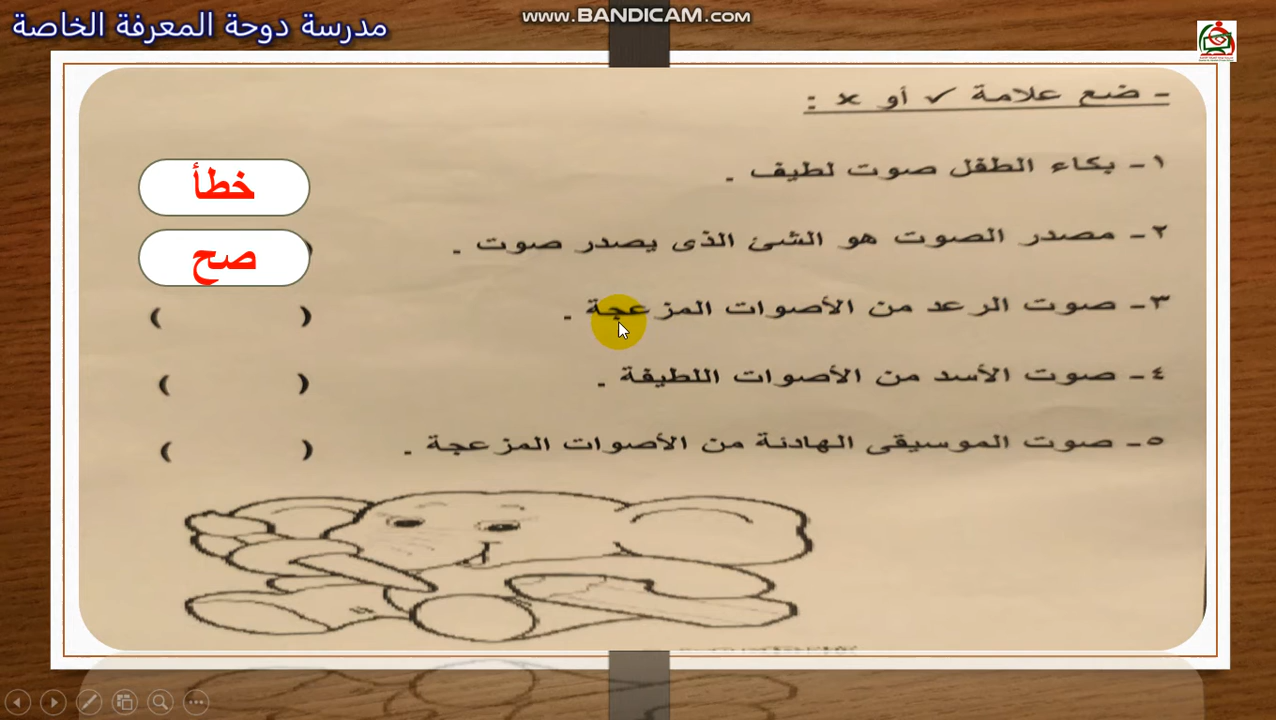 مدرسة دوحة المعرفة الخاصة
WWW.BANDICAM.COM
- ضع علامة ✓ أو × :
١- بكاء الطفل صوت لطيف .
خطأ
٢- مصدر الصوت هو الشئ الذى يصدر صوت .
صح
٣- صوت الرعد من الأصوات المزعجة . ( )
٤- صوت الأسد من الأصوات اللطيفة . ( )
٥- صوت الموسيقى الهادئة من الأصوات المزعجة . ( )